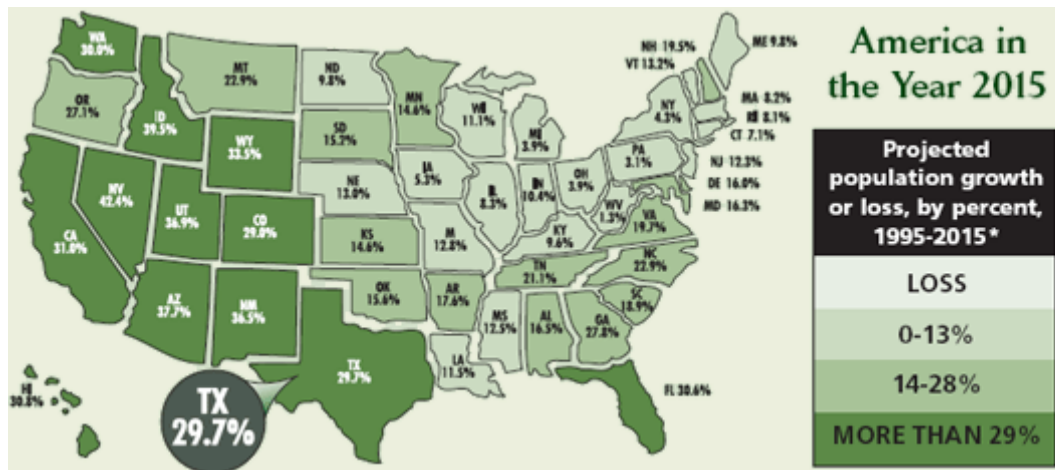 America in
the Year 2015
Projected
population growth
or loss, by percent,
1995-2015*
LOSS
0-13%
14-28%
MORE THAN 29%
WA
30.0%
OR
27.1%
CA
31.0%
NV
42.4%
ID
39.5%
MT
22.9%
WY
33.5%
UT
36.9%
CO
29.0%
AZ
37.7%
NM
36.5%
ND
9.8%
SD
15.2%
NE
13.0%
KS
14.6%
OK
15.6%
TX
29.7%
TX
29.7%
MN
14.6%
IA
5.3%
M
12.8%
AR
17.6%
LA
11.5%
WI
11.1%
IL
8.3%
MI
3.9%
IN
10.4%
OH
3.9%
KY
9.6%
TN
21.1%
MS
12.5%
AL
16.5%
GA
27.8%
FL 30.6%
SC
18.9%
NC
22.9%
VA
19.7%
WV
1.3%
PA
3.1%
NY
4.3%
NH 19.5%
VT 13.2%
ME 9.8%
MA 8.2%
RI 8.1%
CT 7.1%
NJ 12.3%
DE 16.0%
MD 16.3%
HI
30.8%